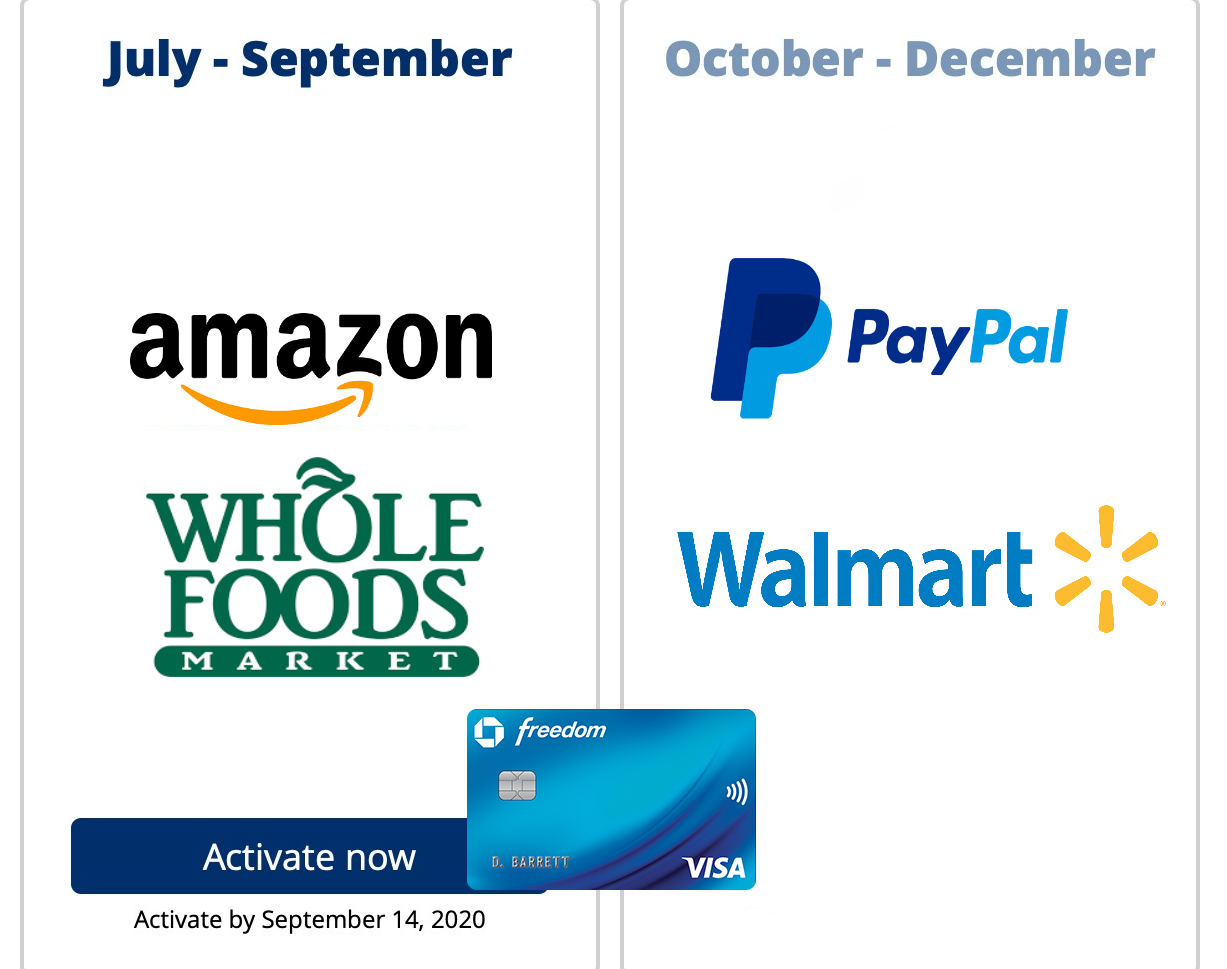 July - September
amazon
WHOLE
FOODS
MARKET
Activate now
Activate by September 14, 2020
October - December
PayPal
Walmart
freedom
D. BARRETT
VISA